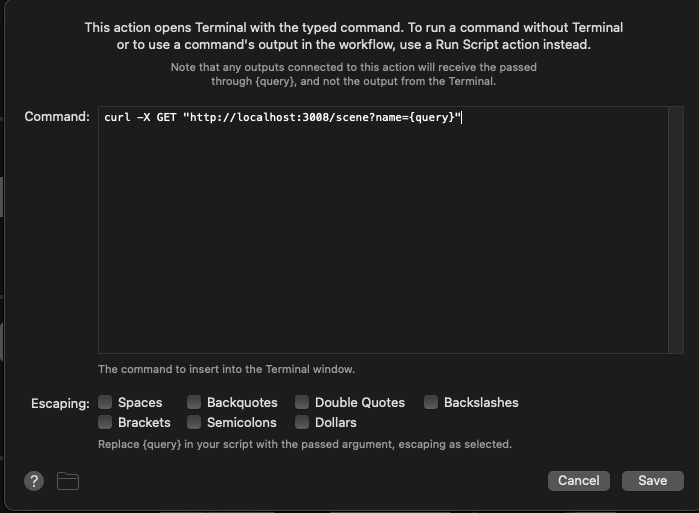 This action opens Terminal with the typed command. To run a command without Terminal
or to use a command's output in the workflow, use a Run Script action instead.
Note that any outputs connected to this action will receive the passed
through {query}, and not the output from the Terminal.
Command: curl -X GET "http://localhost:3008/scene?name={query}"
The command to insert into the Terminal window.
Escaping: Spaces Backquotes Double Quotes Backslashes
Brackets Semicolons Dollars
Replace {query} in your script with the passed argument, escaping as selected.
? Cancel Save